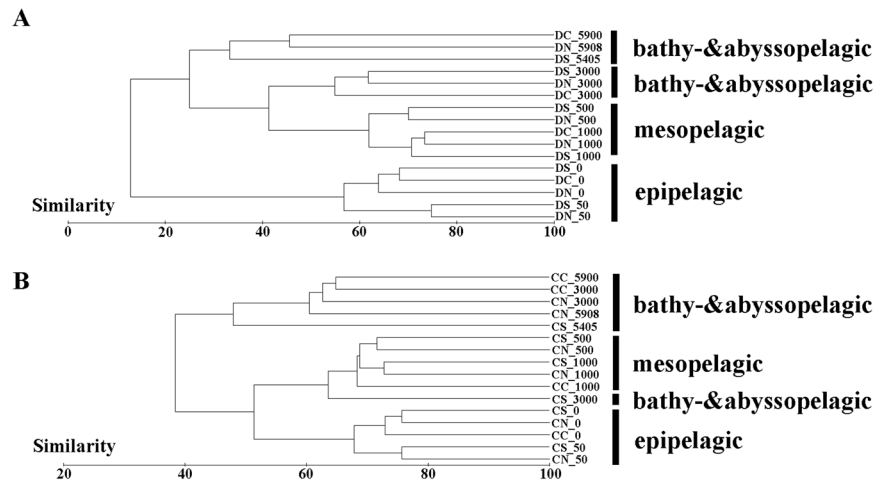 A
DC_5900
DN_5908
DS_5405
bathy-&abyssopelagic
DS_3000
DN_3000
DC_3000
bathy-&abyssopelagic
DS_500
DN_500
DC_1000
DN_1000
DS_1000
mesopelagic
DS_0
DC_0
DN_0
DS_50
DN_50
epipelagic
Similarity
0 20 40 60 80 100
B
CC_5900
CC_3000
CN_3000
CN_5908
CS_5405
bathy-&abyssopelagic
CS_500
CN_500
CS_1000
CN_1000
CC_1000
mesopelagic
CS_3000
bathy-&abyssopelagic
CS_0
CN_0
CC_0
CS_50
CN_50
epipelagic
Similarity
20 40 60 80 100